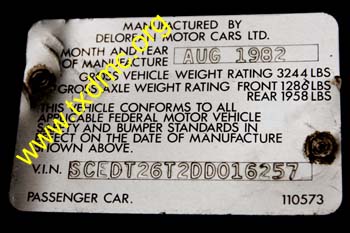 MANUFACTURED BY
DELOREAN MOTOR CARS LTD.
MONTH AND YEAR
OF MANUFACTURE AUG 1982
GROSS VEHICLE WEIGHT RATING 3244 LBS
GROSS AXLE WEIGHT RATING FRONT 1286 LBS
REAR 1958 LBS
THIS VEHICLE CONFORMS TO ALL
APPLICABLE FEDERAL MOTOR VEHICLE
SAFETY AND BUMPER STANDARDS IN
EFFECT ON THE DATE OF MANUFACTURE
SHOWN ABOVE.
V.I.N. SCEDT26T2DD016257
PASSENGER CAR. 110573